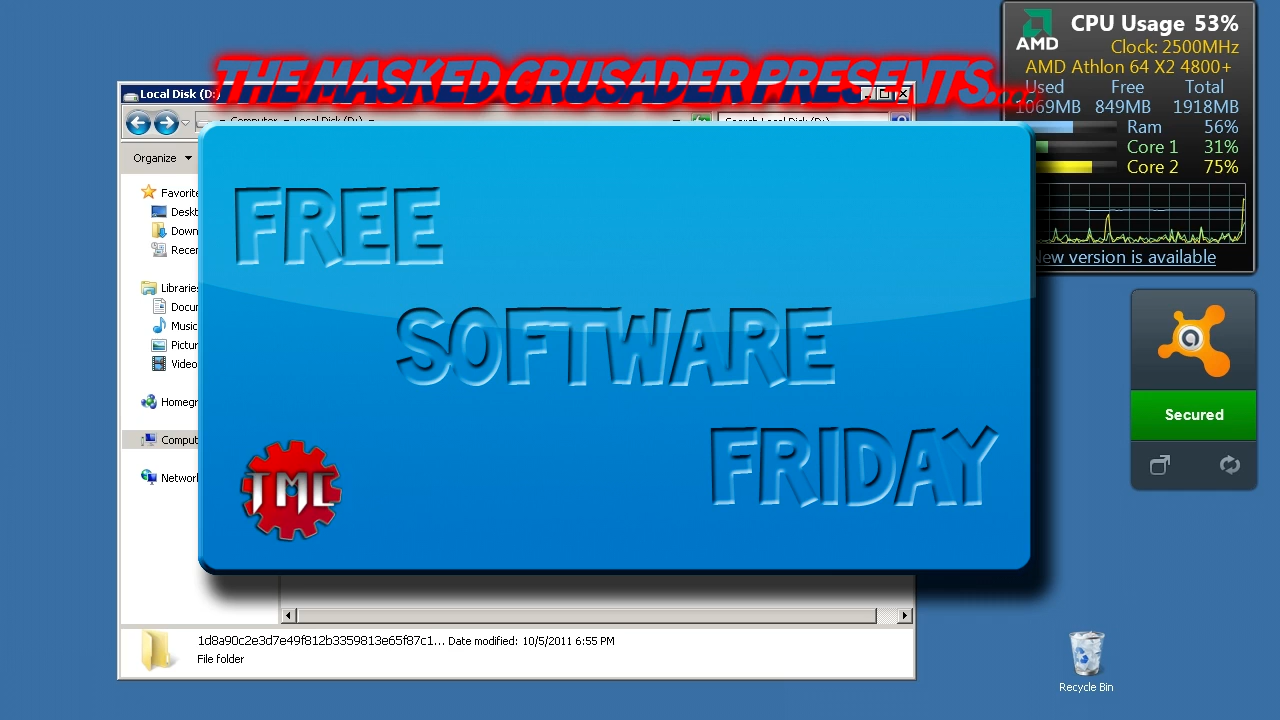 THE MASKED CRUSADER PRESENTS...
Local Disk (D:)
Computer Local Disk (D:)
Search Local Disk (D:)
Organize
Favorite
Deskt
Down
Recen
Libraries
Docu
Music
Pictur
Video
Homegr
Comput
Networ
FREE
SOFTWARE
FRIDAY
TMC
1d8a90c2e3d7e49f812b3359813e65f87c1... Date modified: 10/5/2011 6:55 PM
File folder
AMD
CPU Usage 53%
Clock: 2500MHz
AMD Athlon 64 X2 4800+
Used Free Total
1069MB 849MB 1918MB
Ram 56%
Core 1 31%
Core 2 75%
New version is available
Secured
Recycle Bin